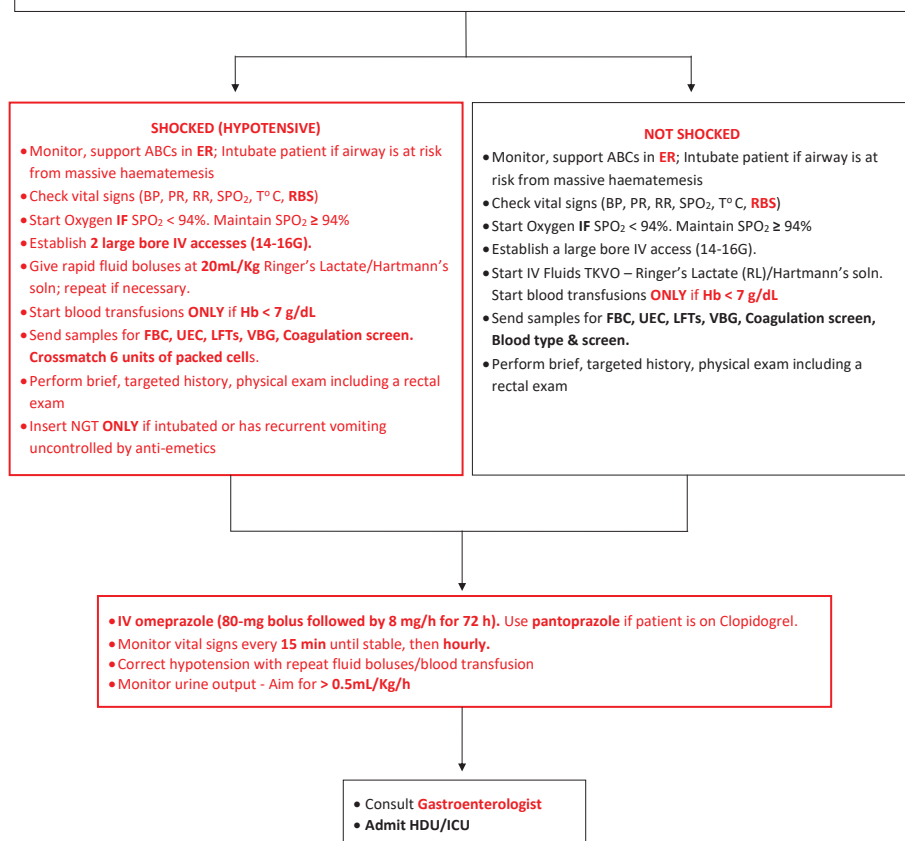 SHOCKED (HYPOTENSIVE)
• Monitor, support ABCs in ER; Intubate patient if airway is at risk
from massive haematemesis
• Check vital signs (BP, PR, RR, SPO₂, Tº C, RBS)
• Start Oxygen IF SPO₂ < 94%. Maintain SPO₂ ≥ 94%
• Establish 2 large bore IV accesses (14-16G).
• Give rapid fluid boluses at 20mL/Kg Ringer's Lactate/Hartmann's
soln; repeat if necessary.
• Start blood transfusions ONLY if Hb < 7 g/dL
• Send samples for FBC, UEC, LFTs, VBG, Coagulation screen.
Crossmatch 6 units of packed cells.
• Perform brief, targeted history, physical exam including a rectal
exam
• Insert NGT ONLY if intubated or has recurrent vomiting
uncontrolled by anti-emetics
NOT SHOCKED
• Monitor, support ABCs in ER; Intubate patient if airway is at
risk from massive haematemesis
• Check vital signs (BP, PR, RR, SPO₂, Tº C, RBS)
• Start Oxygen IF SPO₂ < 94%. Maintain SPO₂ ≥ 94%
• Establish a large bore IV access (14-16G).
• Start IV Fluids TKVO – Ringer's Lactate (RL)/Hartmann's soln.
Start blood transfusions ONLY if Hb < 7 g/dL
• Send samples for FBC, UEC, LFTs, VBG, Coagulation screen,
Blood type & screen.
• Perform brief, targeted history, physical exam including a
rectal exam
• IV omeprazole (80-mg bolus followed by 8 mg/h for 72 h). Use pantoprazole if patient is on Clopidogrel.
• Monitor vital signs every 15 min until stable, then hourly.
• Correct hypotension with repeat fluid boluses/blood transfusion
• Monitor urine output - Aim for > 0.5mL/Kg/h
• Consult Gastroenterologist
• Admit HDU/ICU